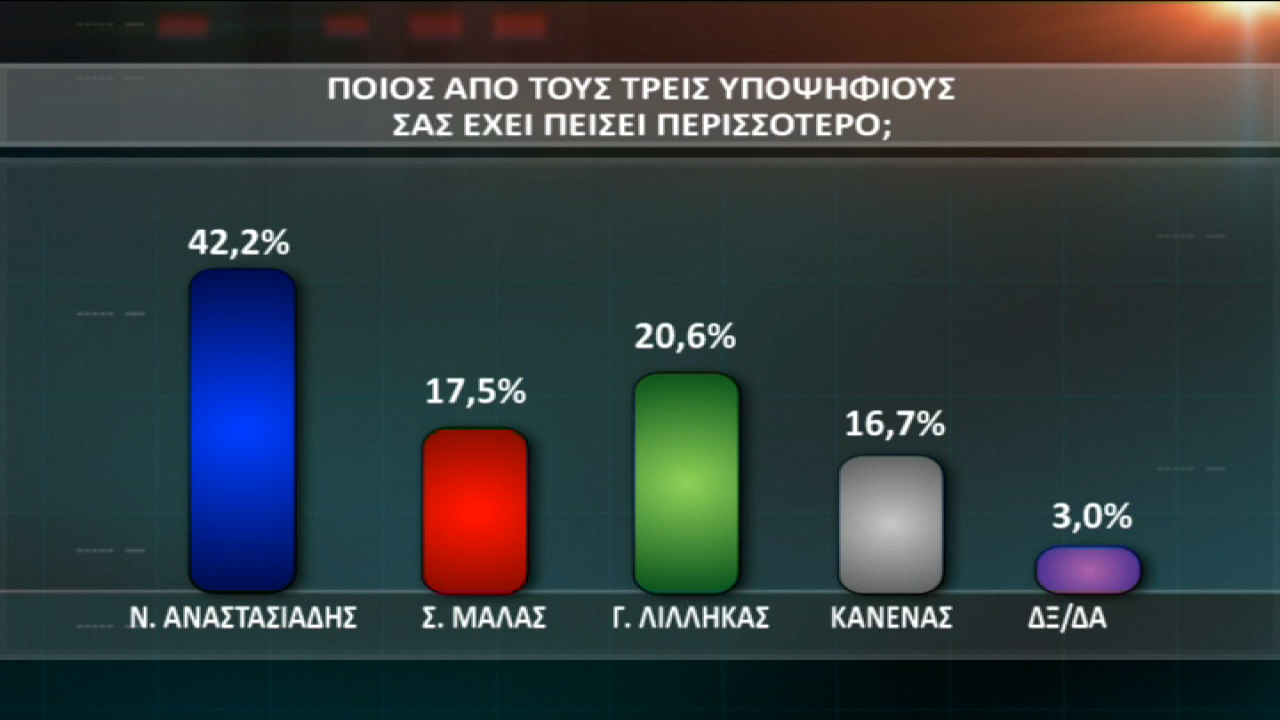 ΠΟΙΟΣ ΑΠΟ ΤΟΥΣ ΤΡΕΙΣ ΥΠΟΨΗΦΙΟΥΣ
ΣΑΣ ΕΧΕΙ ΠΕΙΣΕΙ ΠΕΡΙΣΣΟΤΕΡΟ;
42,2%
17,5%
20,6%
16,7%
3,0%
Ν. ΑΝΑΣΤΑΣΙΑΔΗΣ
Σ. ΜΑΛΑΣ
Γ. ΛΙΛΛΗΚΑΣ
ΚΑΝΕΝΑΣ
ΔΞ/ΔΑ